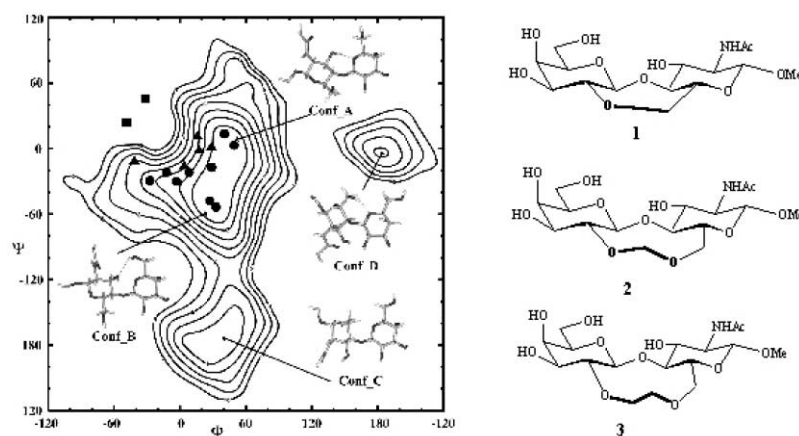 120
60
0
-60
-120
180
120
Ψ
-120 -60 0 60 120 180 -120
Φ
Conf_A
Conf_D
Conf_B
Conf_C
HO OH
HO NHAc
HO O O O OMe
O
1
HO OH
HO NHAc
HO O O O OMe
O O
2
HO OH
HO NHAc
HO O O O OMe
O O
3